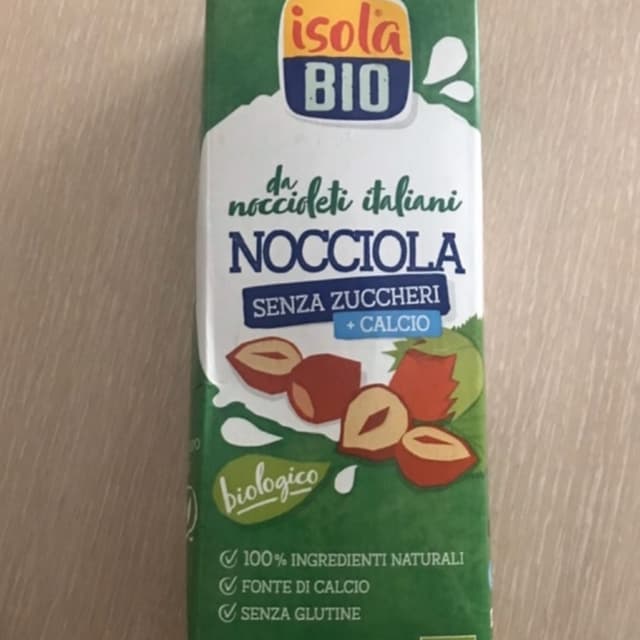 isola
BIO
da
noccioleti italiani
NOCCIOLA
SENZA ZUCCHERI
+ CALCIO
biologico
100% INGREDIENTI NATURALI
FONTE DI CALCIO
SENZA GLUTINE